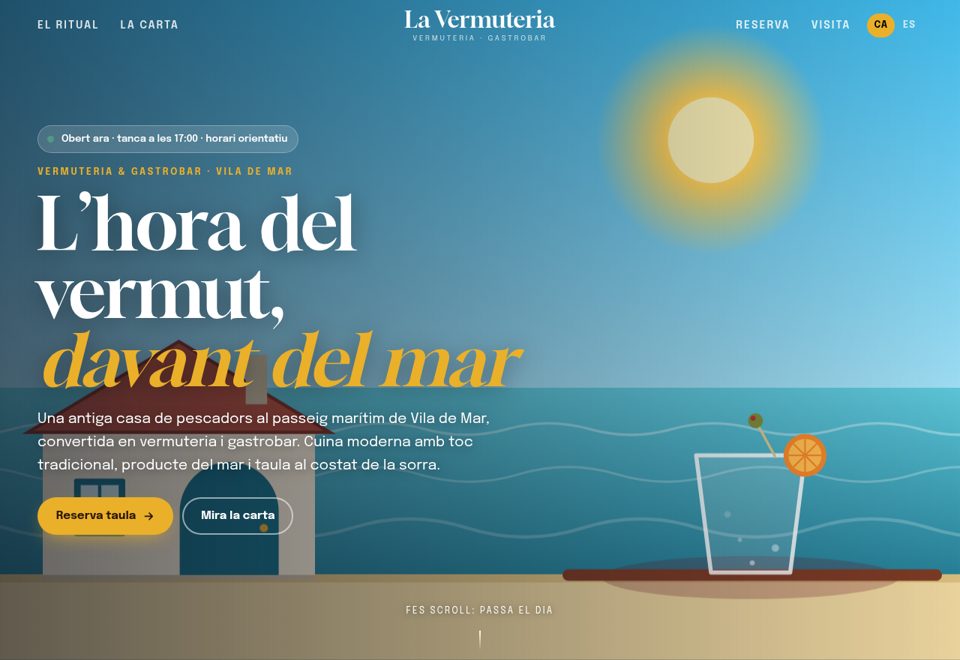 EL RITUAL
LA CARTA
La Vermuteria
VERMUTERIA · GASTROBAR
RESERVA
VISITA
CA
ES
Obert ara · tanca a les 17:00 · horari orientatiu
VERMUTERIA & GASTROBAR · VILA DE MAR
L’hora del
vermut,
davant del mar
Una antiga casa de pescadors al passeig marítim de Vila de Mar,
convertida en vermuteria i gastrobar. Cuina moderna amb toc
tradicional, producte del mar i taula al costat de la sorra.
Reserva taula →
Mira la carta
FES SCROLL: PASSA EL DIA